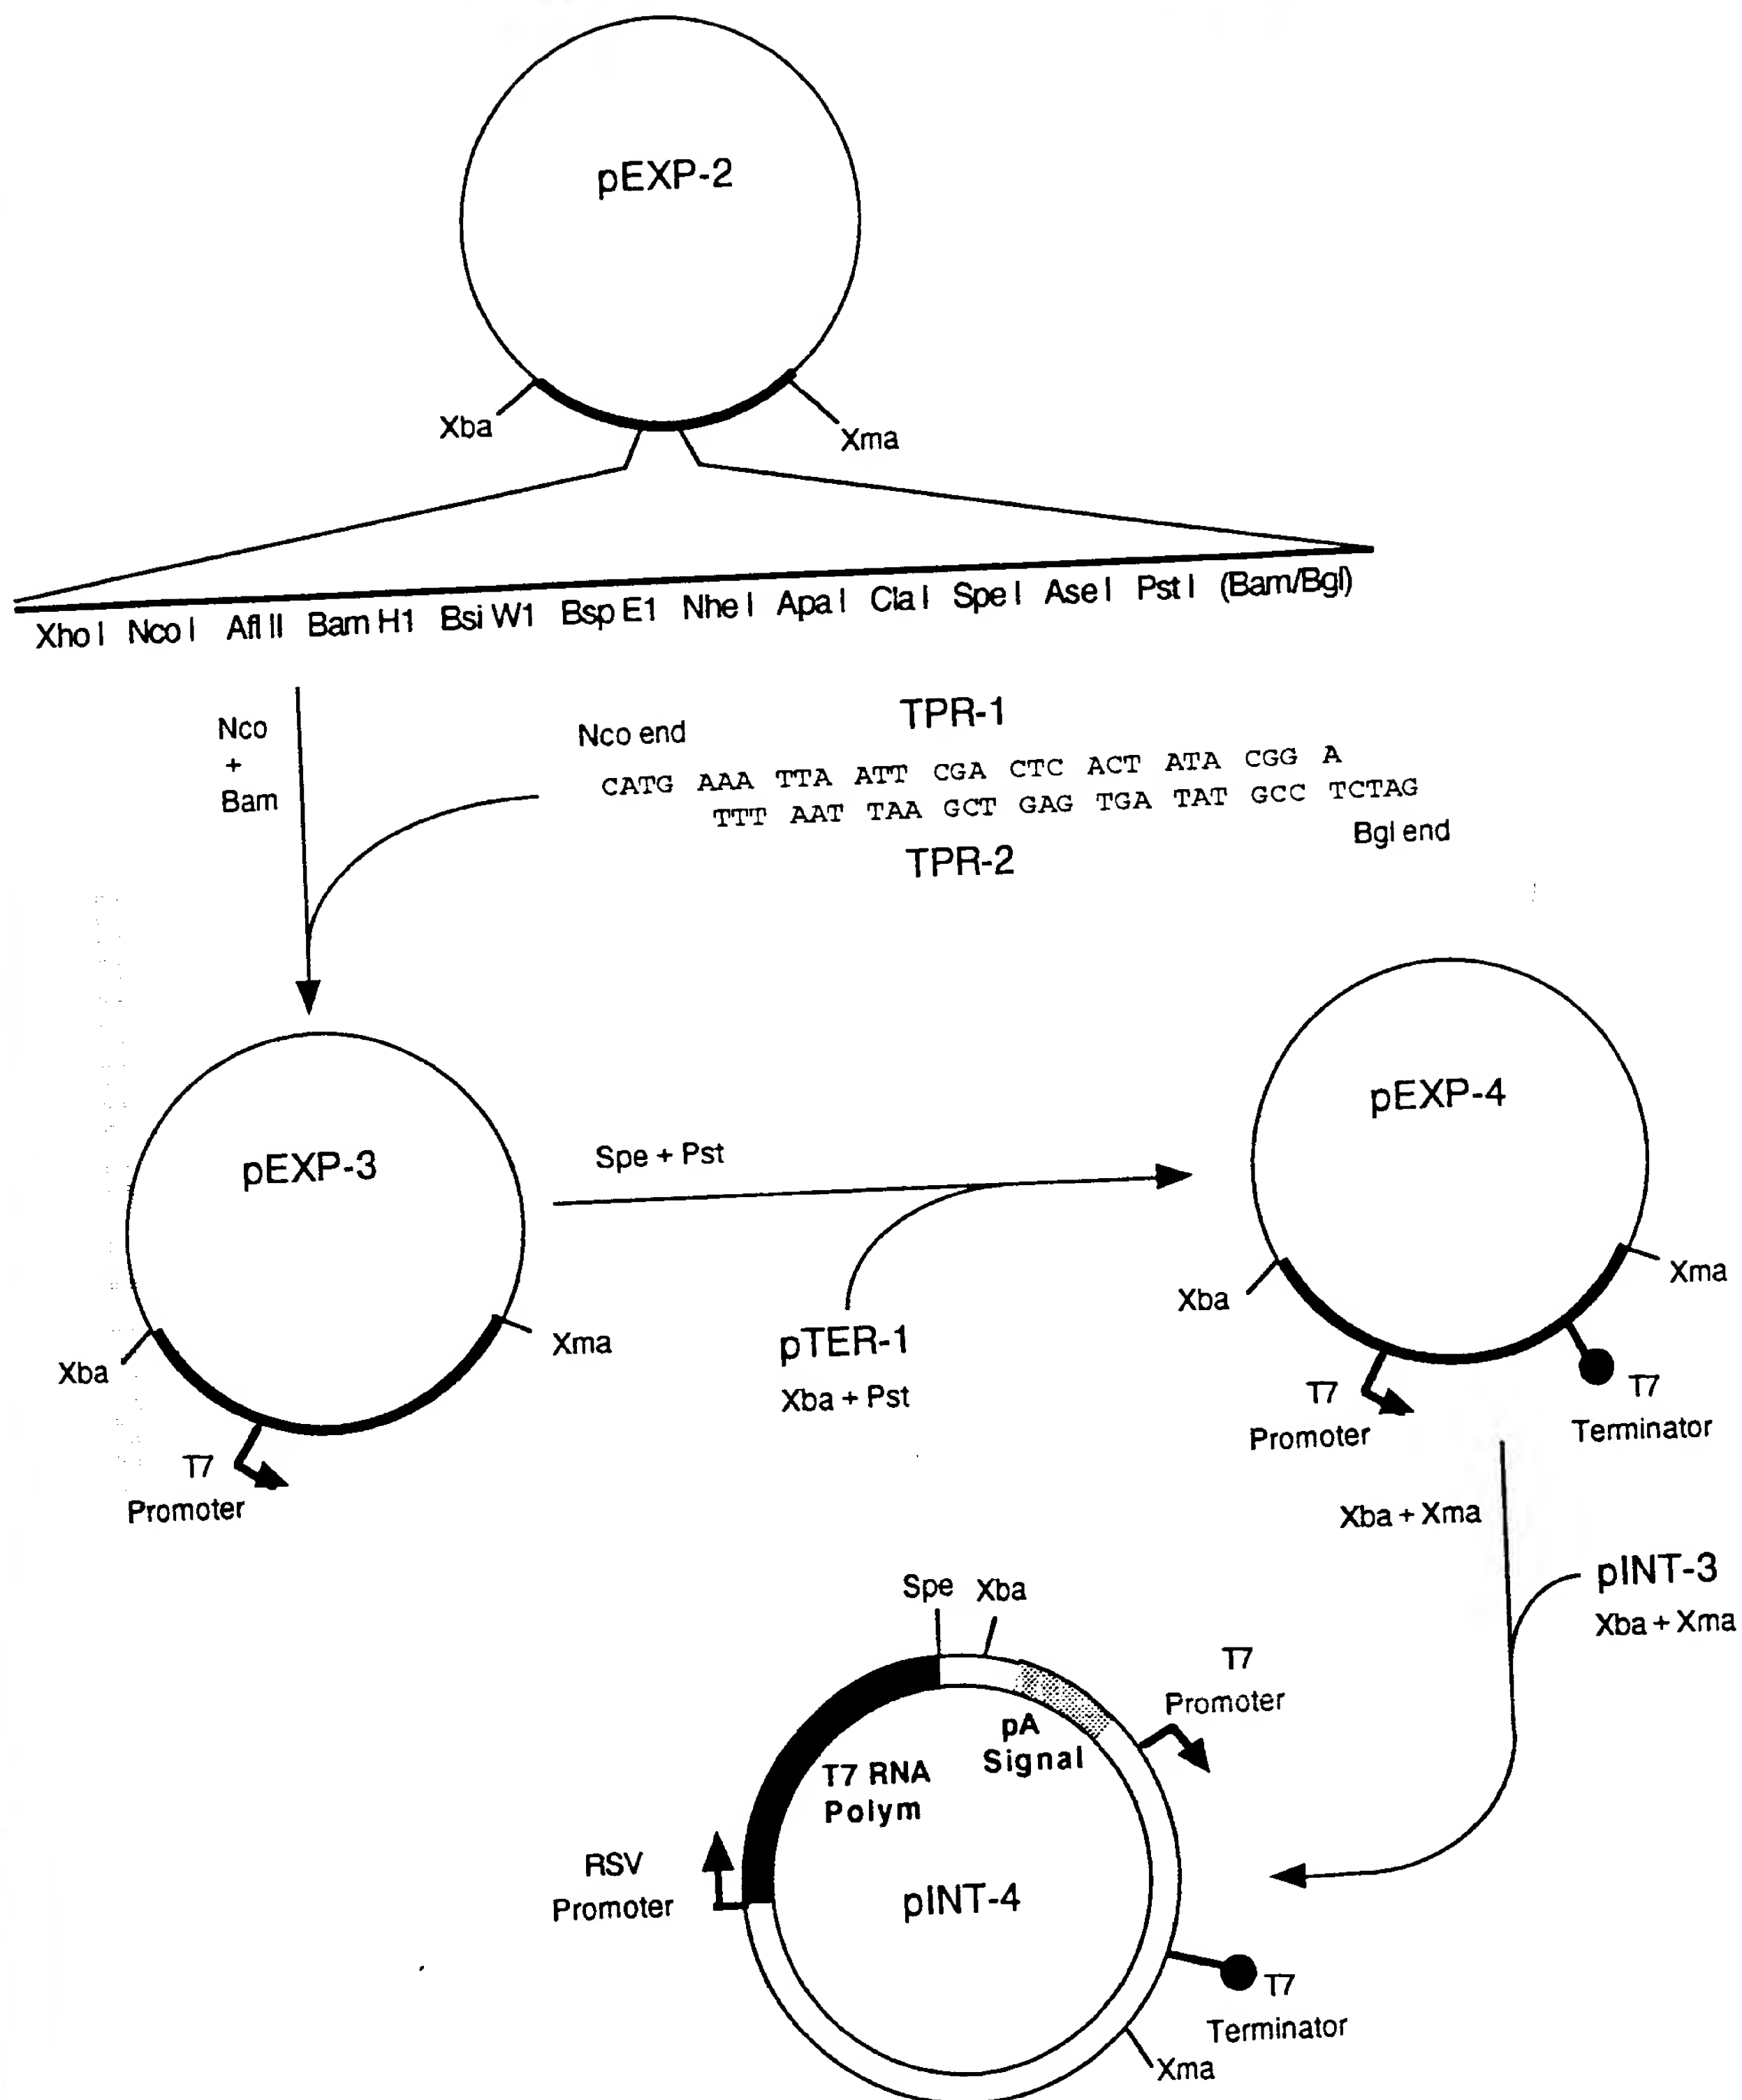 pEXP-2
Xba
Xma
Xho I Nco I Afl II Bam H1 Bsi W1 Bsp E1 Nhe I Apa I Cla I Spe I Ase I Pst I (Bam/Bgl)
Nco
+
Bam
Nco end
TPR-1
CATG AAA TTA ATT CGA CTC ACT ATA CGG A
TTT AAT TAA GCT GAG TGA TAT GCC TCTAG
Bgl end
TPR-2
pEXP-3
Xba
Xma
T7
Promoter
Spe + Pst
pTER-1
Xba + Pst
pEXP-4
Xba
Xma
T7
Promoter
T7
Terminator
Xba + Xma
pINT-3
Xba + Xma
Spe Xba
T7
Promoter
pA
Signal
T7 RNA
Polym
RSV
Promoter
pINT-4
T7
Terminator
Xma